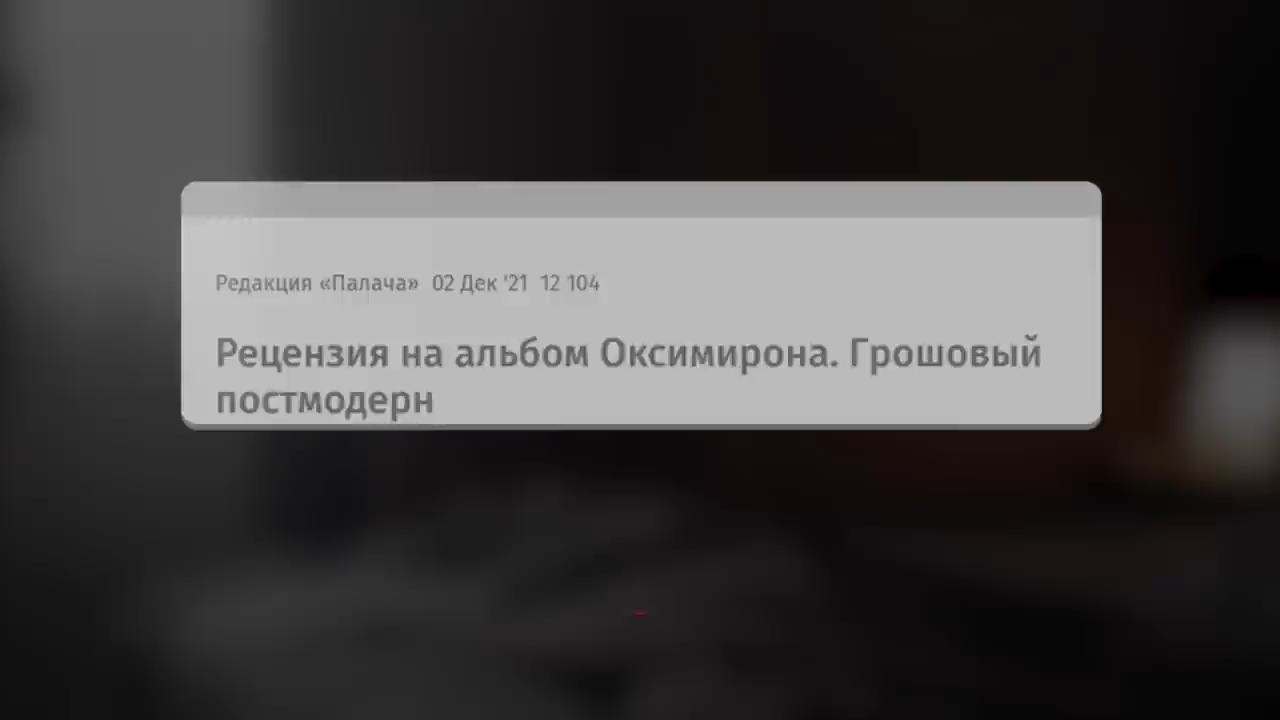 Редакция «Палача» 02 Дек '21 12 104
Рецензия на альбом Оксимирона. Грошовый
постмодерн